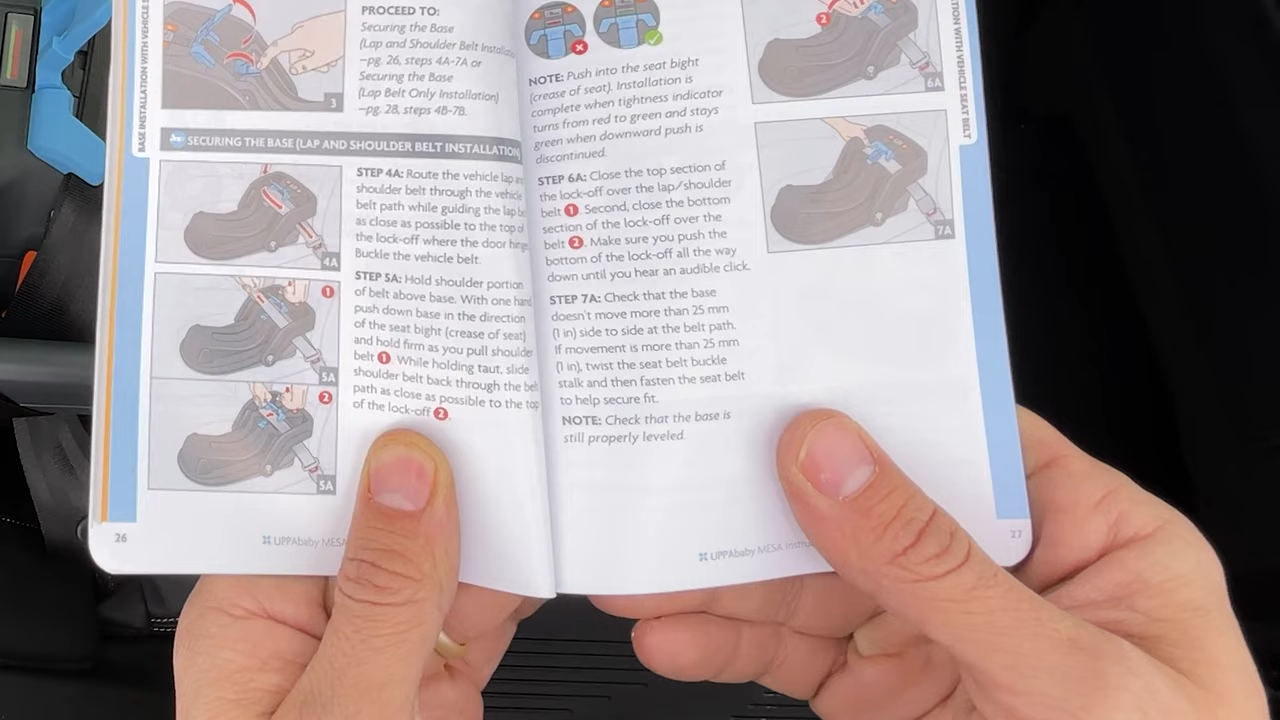 BASE INSTALLATION WITH VEHICLE
3
PROCEED TO:
Securing the Base
(Lap and Shoulder Belt
–pg. 26, steps 4A-7A or
Securing the Base
(Lap Belt Only Installation)
–pg. 28, steps 4B-7B.
SECURING THE BASE (LAP AND SHOULDER BELT INSTALLATION
4A
STEP 4A: Route the vehicle lap
shoulder belt through the vehicle
belt path while guiding the lap
as close as possible to the top
the lock-off where the door
Buckle the vehicle belt.
1
5A
2
5A
STEP 5A: Hold shoulder portion
of belt above base. With one hand
push down base in the direction
of the seat bight (crease of seat)
and hold firm as you pull shoulder
belt 1. While holding taut, slide
shoulder belt back through the
path as close as possible to the top
of the lock-off 2.
26
UPPAbaby MESA
NOTE: Push into the seat bight
(crease of seat). Installation is
complete when tightness indicator
turns from red to green and stays
green when downward push is
discontinued.
STEP 6A: Close the top section of
the lock-off over the lap/shoulder
belt 1. Second, close the bottom
section of the lock-off over the
belt 2. Make sure you push the
bottom of the lock-off all the way
down until you hear an audible click.
STEP 7A: Check that the base
doesn't move more than 25 mm
(1 in) side to side at the belt path.
If movement is more than 25 mm
(1 in), twist the seat belt buckle
stalk and then fasten the seat belt
to help secure fit.
NOTE: Check that the base is
still properly leveled.
2
6A
7A
WITH VEHICLE SEAT BELT
UPPAbaby MESA
27